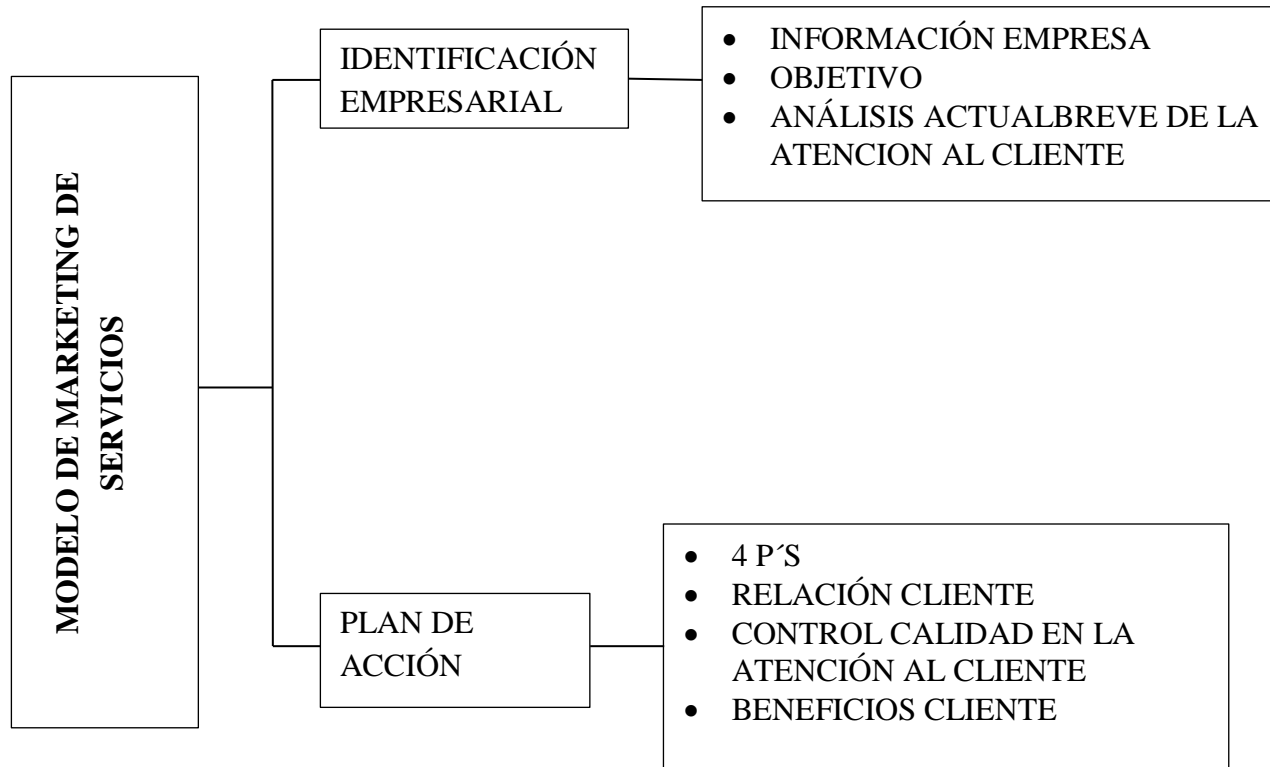 MODELO DE MARKETING DE
SERVICIOS
IDENTIFICACIÓN
EMPRESARIAL
• INFORMACIÓN EMPRESA
• OBJETIVO
• ANÁLISIS ACTUALBREVE DE LA
ATENCION AL CLIENTE
PLAN DE
ACCIÓN
• 4 P´S
• RELACIÓN CLIENTE
• CONTROL CALIDAD EN LA
ATENCIÓN AL CLIENTE
• BENEFICIOS CLIENTE